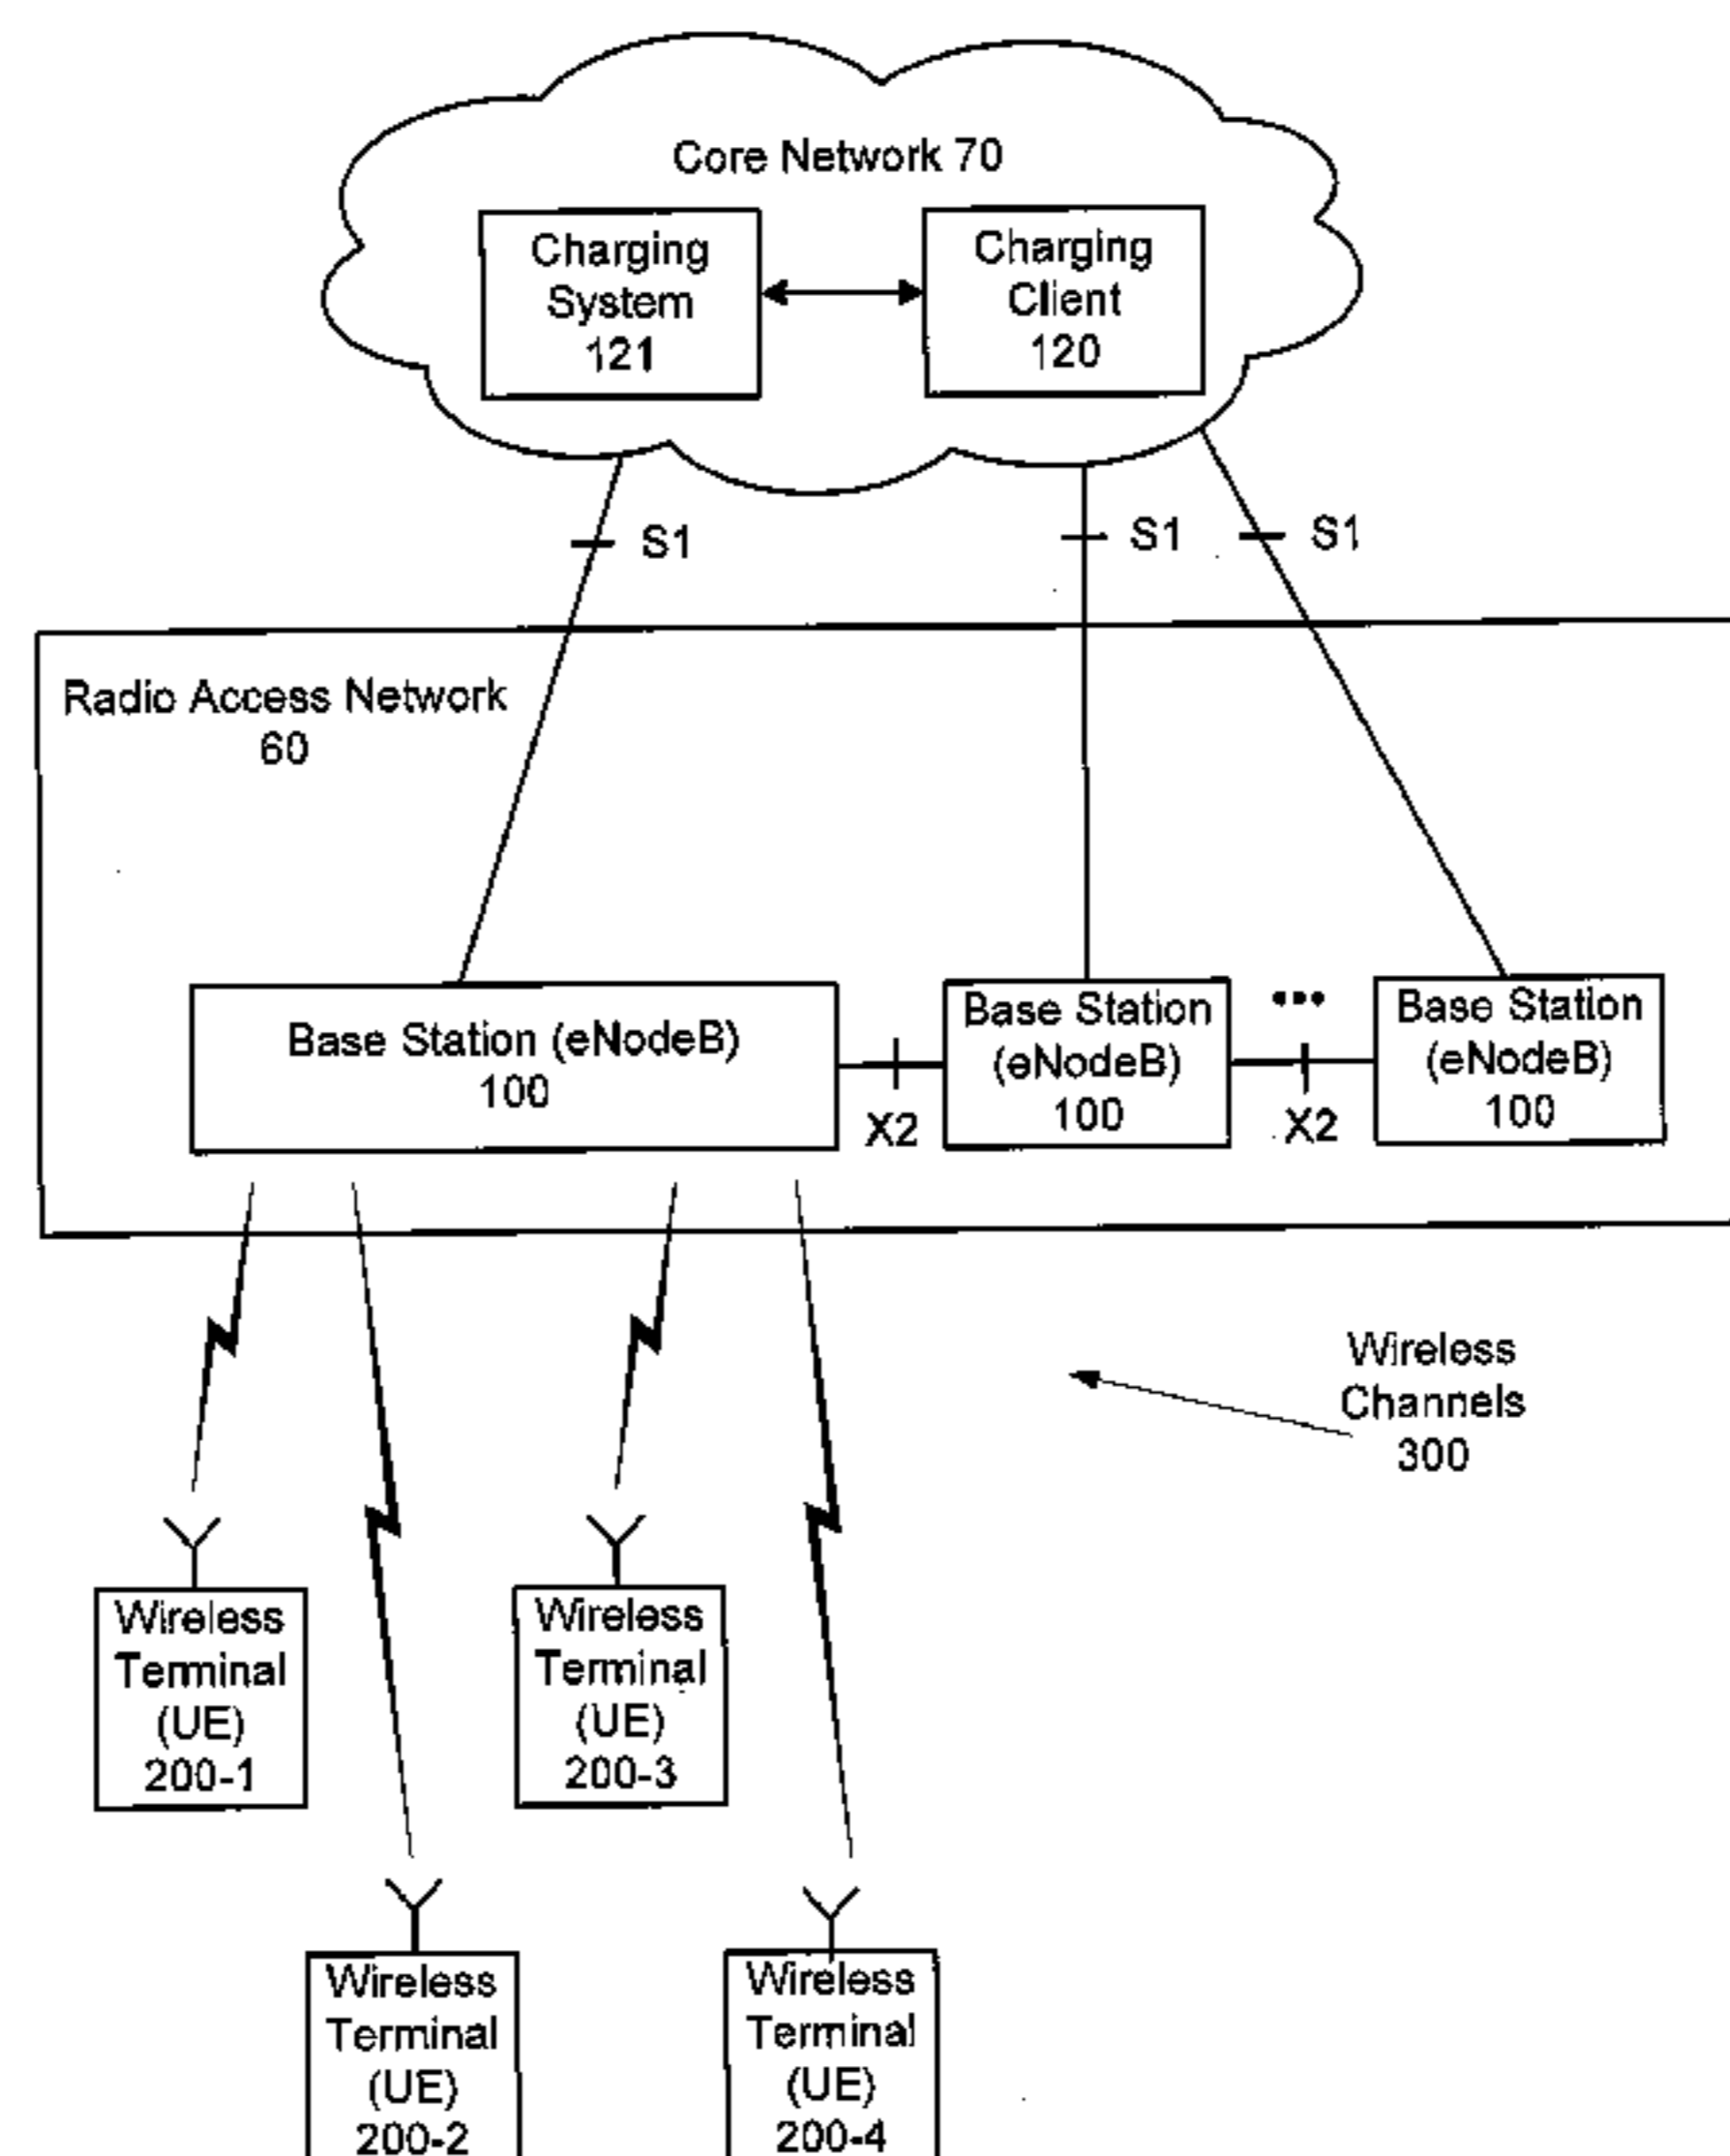 Core Network 70
Charging
System
121
Charging
Client
120
S1
S1
S1
Radio Access Network
60
Base Station (eNodeB)
100
X2
Base Station
(eNodeB)
100
•••
X2
Base Station
(eNodeB)
100
Wireless
Channels
300
Wireless
Terminal
(UE)
200-1
Wireless
Terminal
(UE)
200-3
Wireless
Terminal
(UE)
200-2
Wireless
Terminal
(UE)
200-4